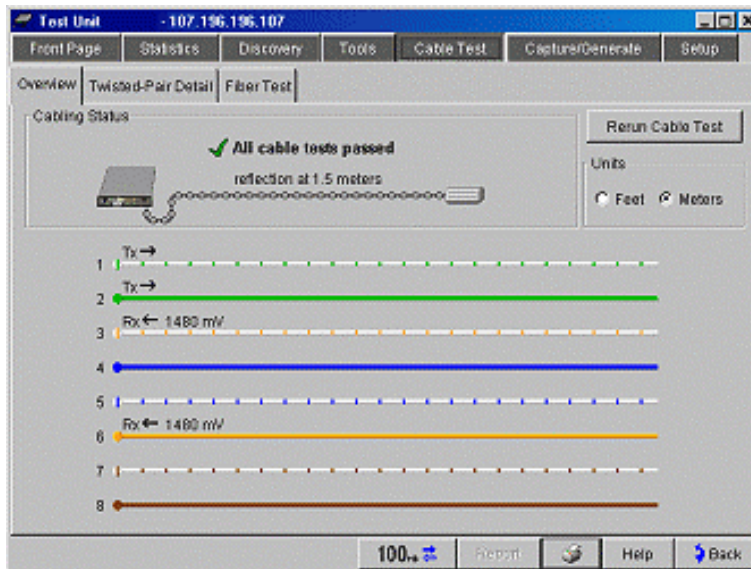 Test Unit - 107.196.196.107
Front Page Statistics Discovery Tools Cable Test Capture/Generate Setup
Overview Twisted-Pair Detail Fiber Test
Cabling Status
All cable tests passed
reflection at 1.5 meters
Rerun Cable Test
Units
Feet Meters
Tx →
1
Tx →
2
Rx ← 1480 mV
3
4
5
Rx ← 1480 mV
6
7
8
100 Report Help Back